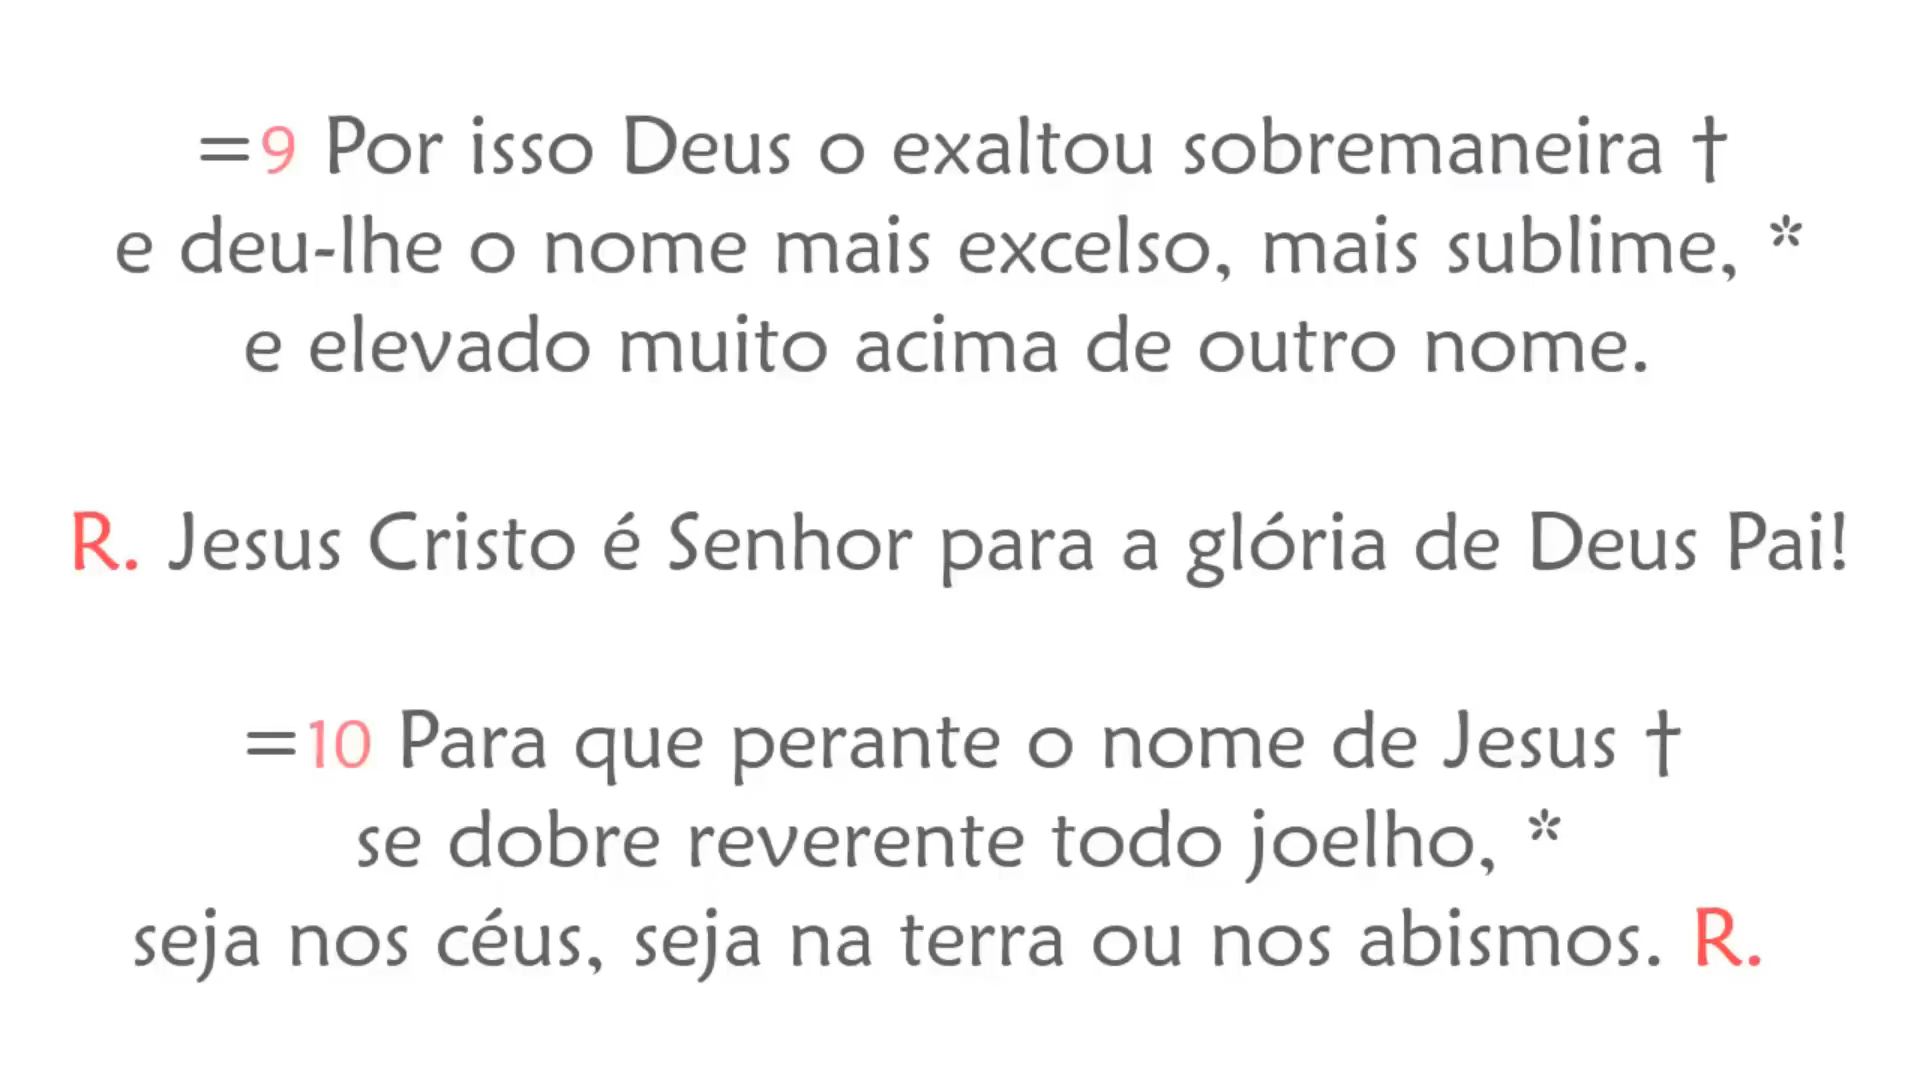 =9 Por isso Deus o exaltou sobremaneira †
e deu-lhe o nome mais excelso, mais sublime, *
e elevado muito acima de outro nome.
R. Jesus Cristo é Senhor para a glória de Deus Pai!
=10 Para que perante o nome de Jesus †
se dobre reverente todo joelho, *
seja nos céus, seja na terra ou nos abismos. R.